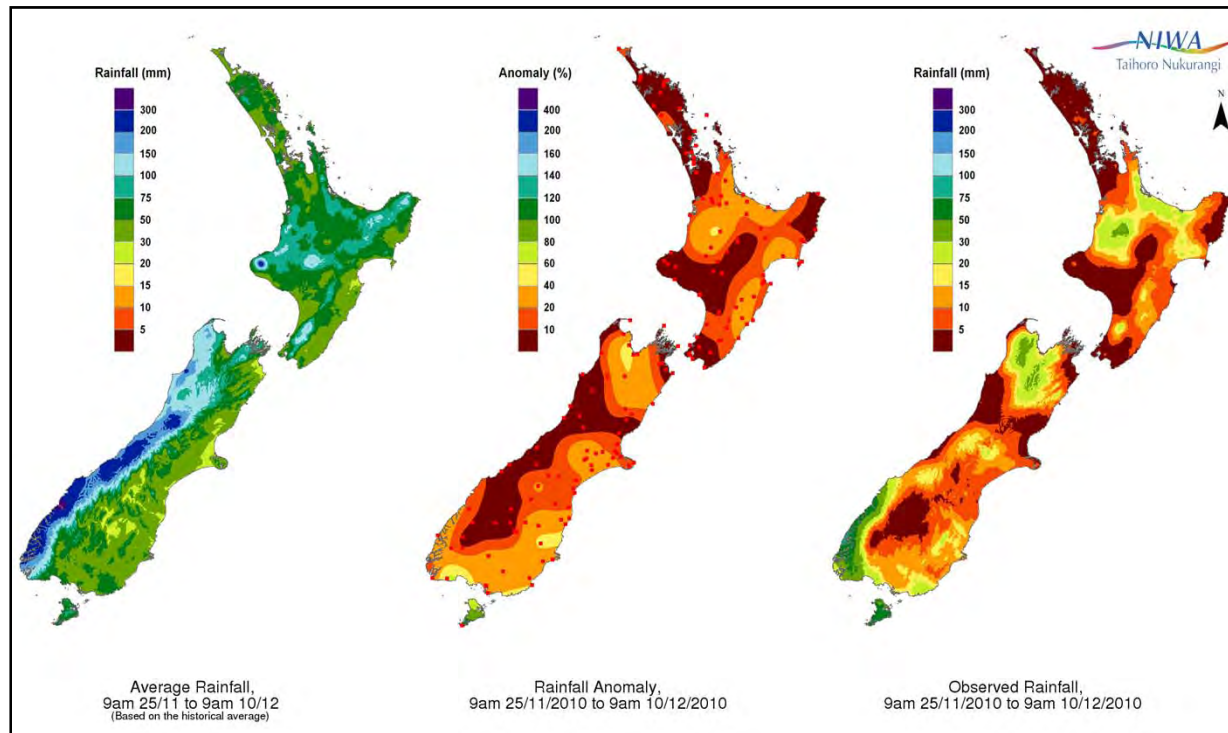 NIWA
Taihoro Nukurangi
N
Rainfall (mm)
300
200
150
100
75
50
30
20
15
10
5
Anomaly (%)
400
200
160
140
120
100
80
60
40
20
10
Rainfall (mm)
300
200
150
100
75
50
30
20
15
10
5
Average Rainfall,
9am 25/11 to 9am 10/12
(Based on the historical average)
Rainfall Anomaly,
9am 25/11/2010 to 9am 10/12/2010
Observed Rainfall,
9am 25/11/2010 to 9am 10/12/2010